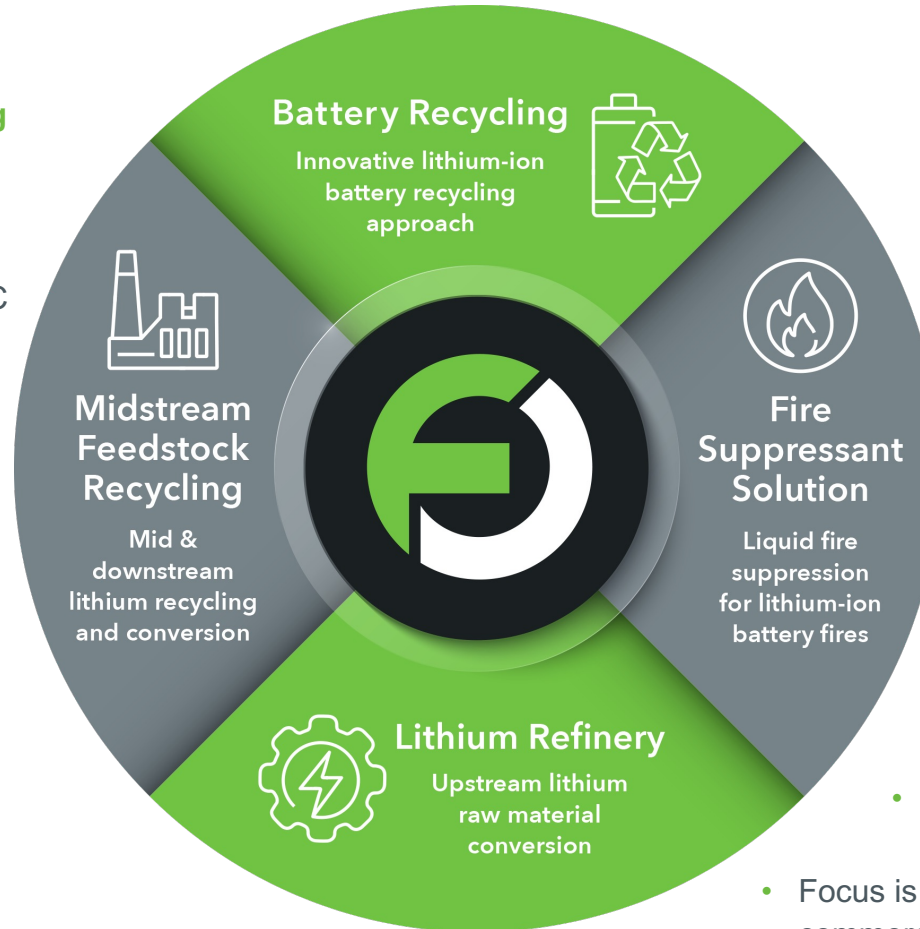 g
Battery Recycling
Innovative lithium-ion
battery recycling
approach
C
Midstream
Feedstock
Recycling
Mid &
downstream
lithium recycling
and conversion
Fire
Suppressant
Solution
Liquid fire
suppression
for lithium-ion
battery fires
Lithium Refinery
Upstream lithium
raw material
conversion
•
• Focus is